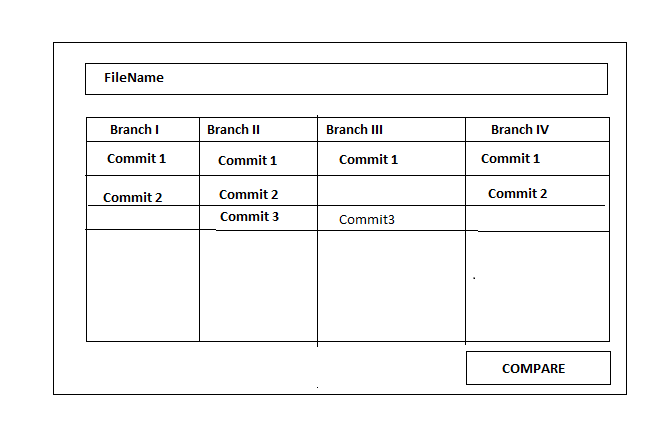 FileName
Branch I Branch II Branch III Branch IV
Commit 1 Commit 1 Commit 1 Commit 1
Commit 2 Commit 2 Commit 2
Commit 3 Commit3
COMPARE